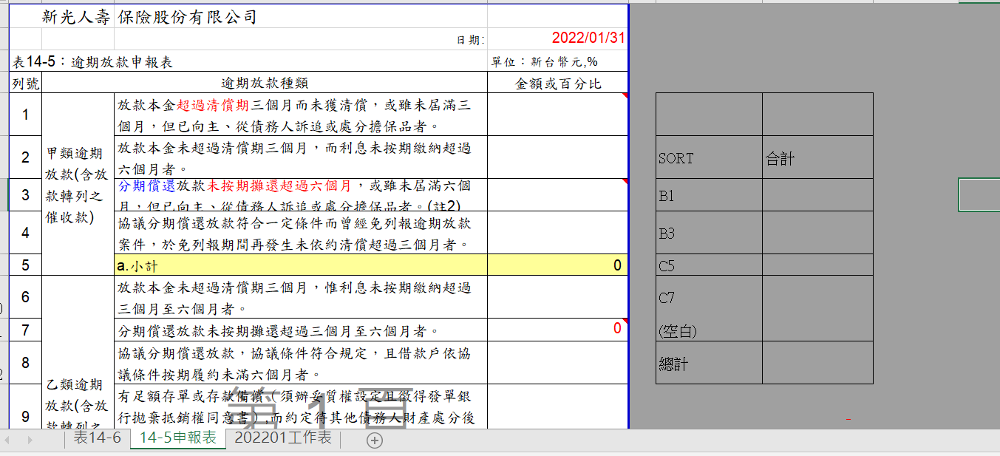 新光人壽 保險股份有限公司
日期:
2022/01/31
表14-5：逾期放款申報表
單位：新台幣元,%
列號
逾期放款種類
金額或百分比
1
甲類逾期
放款(含放
款轉列之
催收款)
放款本金超過清償期三個月而未獲清償，或雖未屆滿三
個月，但已向主、從債務人訴追或處分擔保品者。
2
放款本金未超過清償期三個月，而利息未按期繳納超過
六個月者。
3
分期償還放款未按期攤還超過六個月，或雖未屆滿六個
月，但已向主、從債務人訴追或處分擔保品者。(註2)
4
協議分期償還放款符合一定條件而曾經免列報逾期放款
案件，於免列報期間再發生未依約清償超過三個月者。
5
a.小計
0
6
放款本金未超過清償期三個月，惟利息未按期繳納超過
三個月至六個月者。
7
分期償還放款未按期攤還超過三個月至六個月者。
0
8
乙類逾期
放款(含放
款轉列之
協議分期償還放款，協議條件符合規定，且借款戶依協
議條件按期履約未滿六個月者。
9
有足額存單或存款備償（須辦妥質權設定且徵得發單銀
行拋棄抵銷權同意書）,而約定待其他債務人財產處分後
第 1 頁
SORT
合計
B1
B3
C5
C7
(空白)
總計
表14-6
14-5申報表
202201工作表